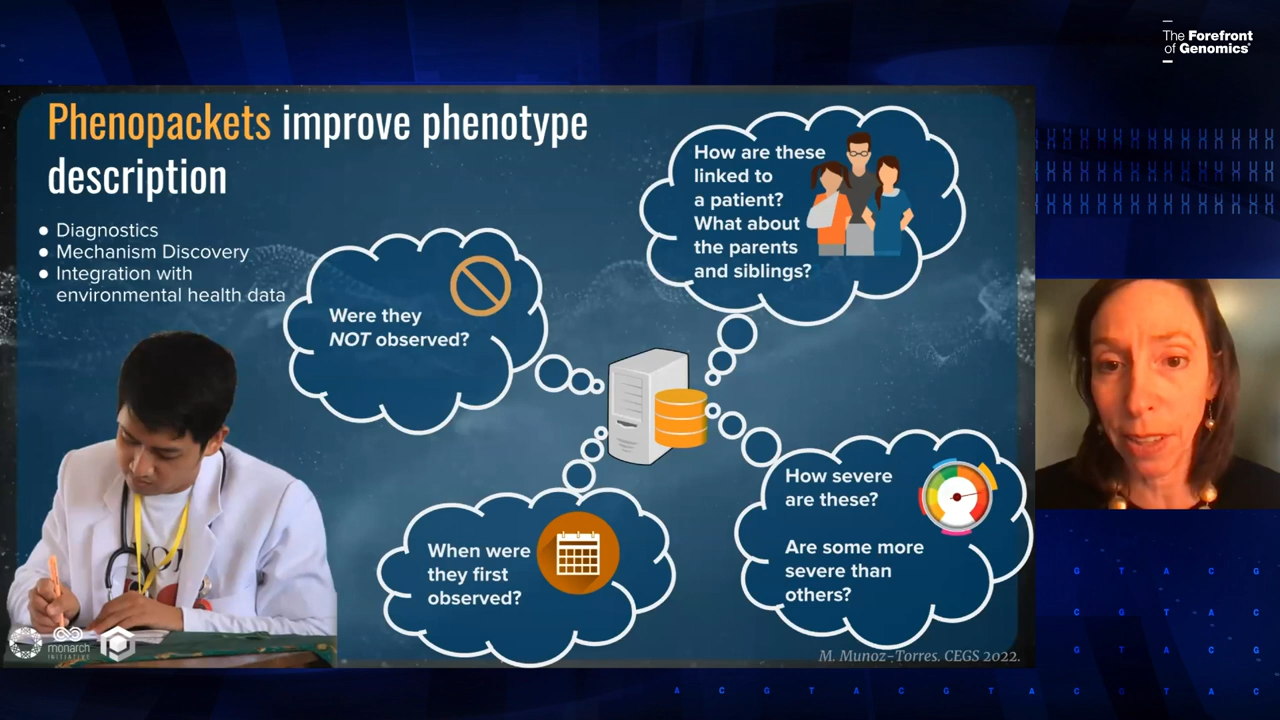 The Forefront
of Genomics®
Phenopackets improve phenotype
description
● Diagnostics
● Mechanism Discovery
● Integration with
environmental health data
Were they
NOT observed?
How are these
linked to
a patient?
What about
the parents
and siblings?
When were
they first
observed?
How severe
are these?
Are some more
severe than
others?
monarch
INITIATIVE
M. Munoz-Torres. CEGS 2022.
G T A C G
C G T A C
G T A C G
A C G T A C G T A C G T A C